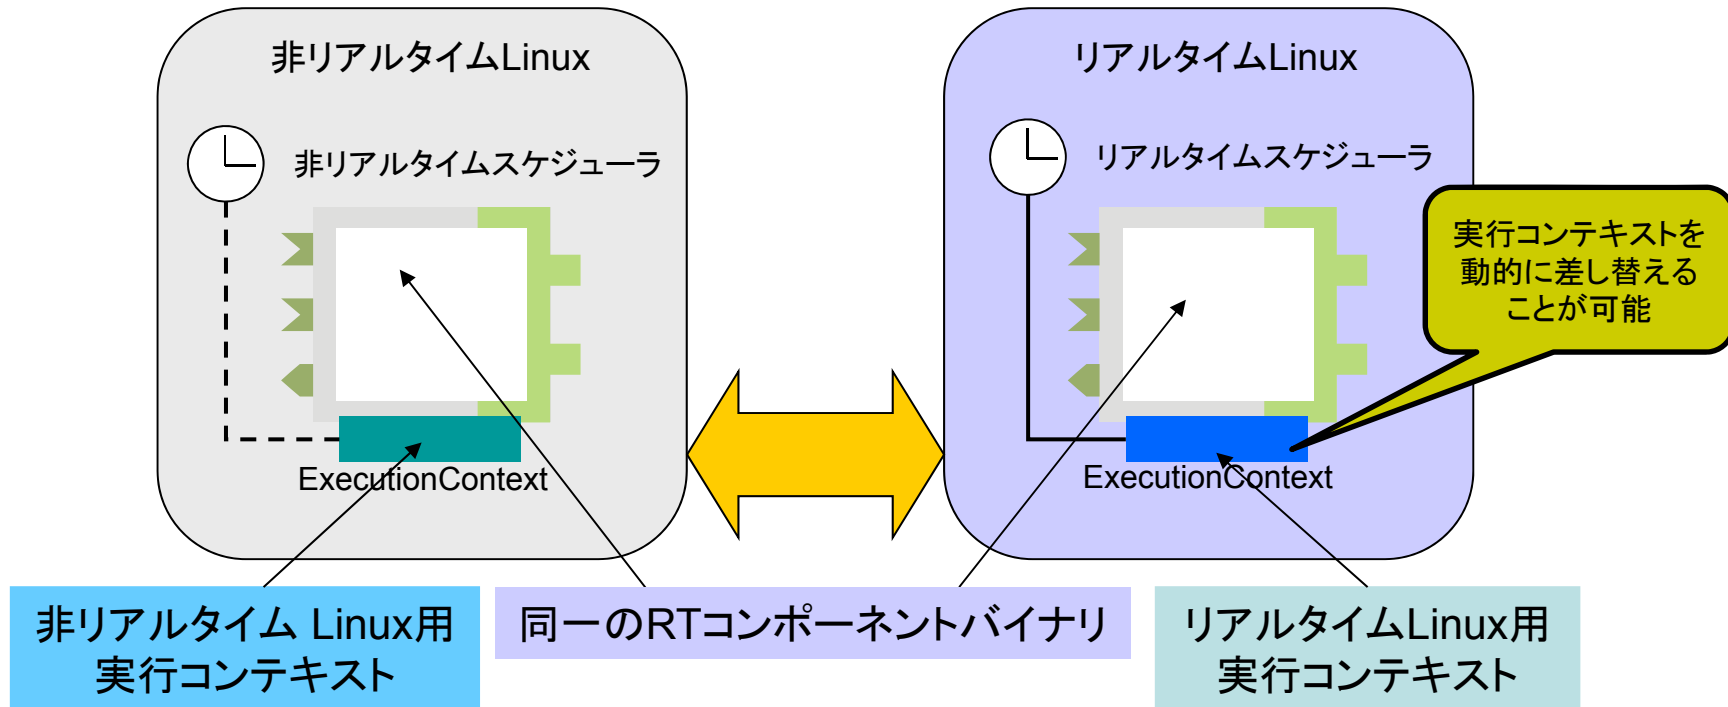 非リアルタイムLinux
非リアルタイムスケジューラ
ExecutionContext
リアルタイムLinux
リアルタイムスケジューラ
ExecutionContext
実行コンテキストを
動的に差し替える
ことが可能
非リアルタイム Linux用
実行コンテキスト
同一のRTコンポーネントバイナリ
リアルタイムLinux用
実行コンテキスト